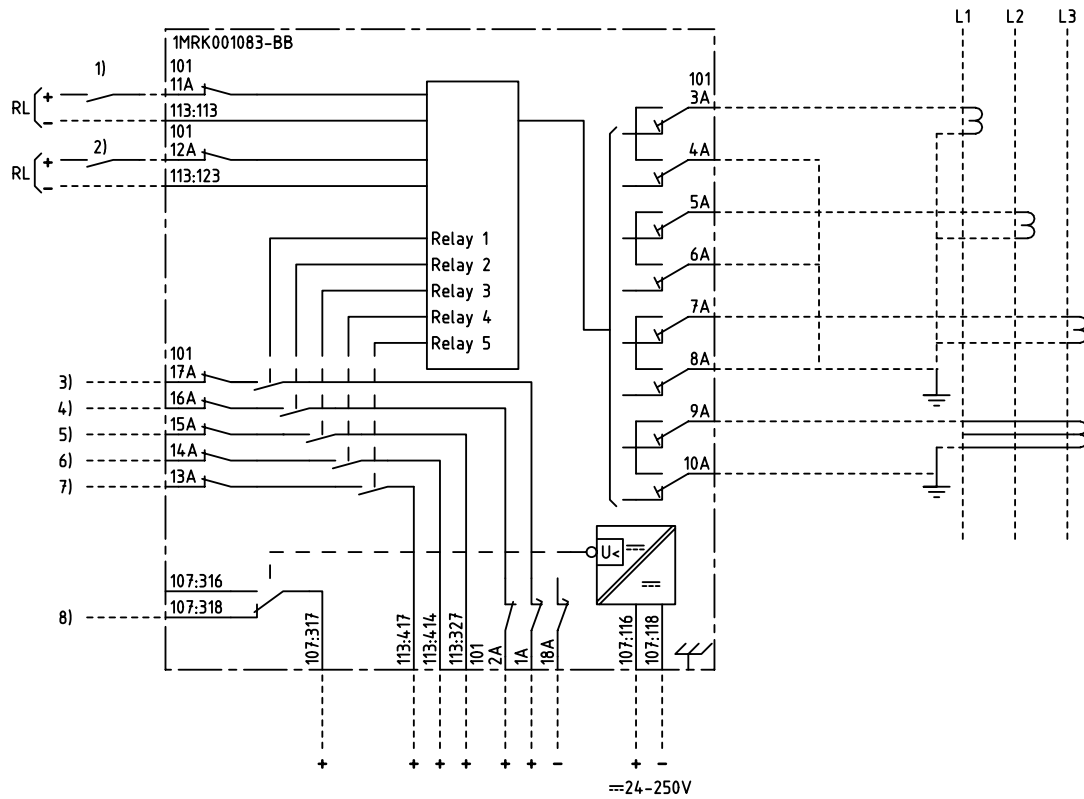 L1 L2 L3
1MRK001083-BB
1)
101
11A
RL + -
113:113
101
2)
12A
RL + -
113:123
101
3A
4A
5A
6A
7A
8A
9A
10A
Relay 1
Relay 2
Relay 3
Relay 4
Relay 5
101
3) 17A
4) 16A
5) 15A
6) 14A
7) 13A
U<
107:316
8) 107:318
107:317
113:417
113:414
113:327
101
2A
1A
18A
107:116
107:118
+ + + + + + - + -
24-250V